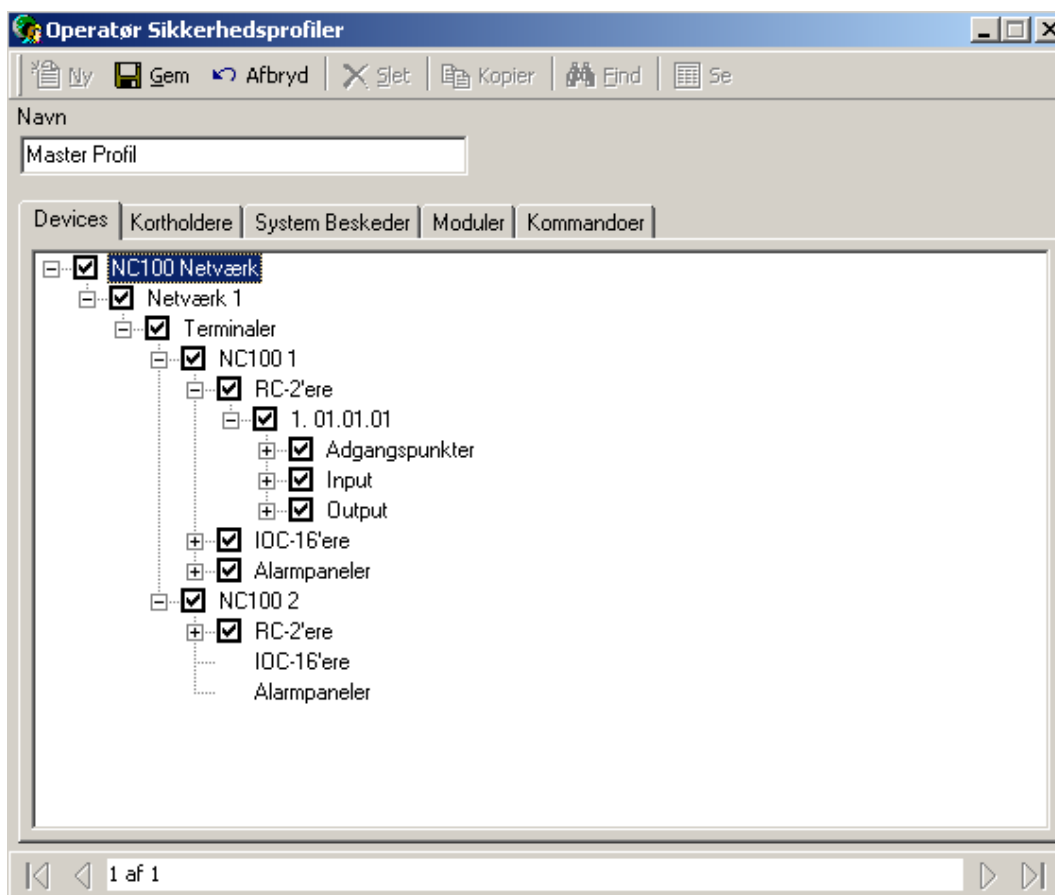 Operatør Sikkerhedsprofiler
Ny Gem Afbryd Slet Kopier Find Se
Navn
Master Profil
Devices Kortholdere System Beskeder Moduler Kommandoer
NC100 Netværk
Netværk 1
Terminaler
NC100 1
RC-2'ere
1. 01.01.01
Adgangspunkter
Input
Output
IOC-16'ere
Alarmpaneler
NC100 2
RC-2'ere
IOC-16'ere
Alarmpaneler
1 af 1